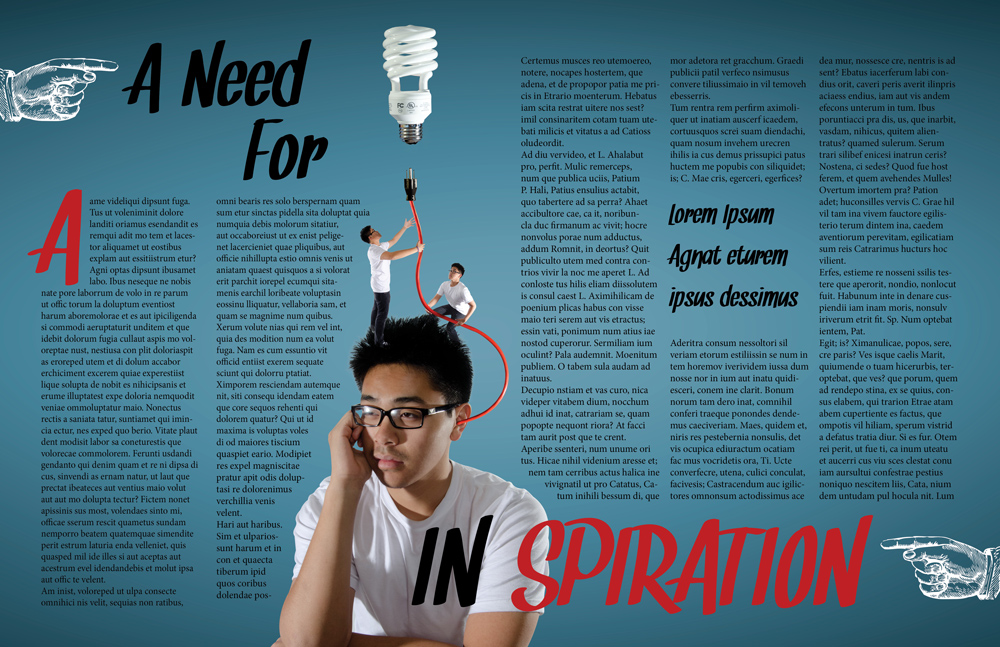 A Need
For
A
ame videliqui dipsunt fuga.
Tus ut voleniminit dolore
landiti oriamus esendandit es
remqui adit mo tem et laces-
tor aliquamet ut eostibus
explam aut essitiistrum etur?
Agni optas dipsunt ibusamet
labo. Ibus neseque ne nobis
nate pore laborrum de volo in re parum
ut offic torum la doluptum eventiost
harum aboremolorae et es aut ipiciligenda
si commodi aeruptaturit unditem et que
idebit dolorum fugia cullaut aspis mo vol-
oreptae nust, nestiusa con plit doloriaspit
as eroreped utem et di dolum accabor
erchiciment excerem quiae experestiist
lique solupta de nobit es nihicipsanis et
erume illuptatest expe doloria nemquodit
veniae ommoluptatur maio. Nonectus
rectis a saniata tatur, suntiamet qui imin-
cia ectur, nes exped quo berio. Vitate plaut
dent modisit labor sa coneturestis que
volorecae commolorem. Ferunti usdandi
gendanto qui denim quam et re ni dipsa di
cus, sinvendis as ernam natur, ut laut que
prectat ibeateces aut ventius maio volut
aut aut mo dolupta tectur? Fictem nonet
apissinis sus most, volendaes sinto mi,
officae sserum rescit quametus sundam
nemporro beatem quatemquae simendite
perit estrum laturia enda velleniet, quis
quasped mil ide illes si aut aceptas aut
acestrum evel idendandebis et molut ipsa
aut offic te velent.
Am inist, voloreped ut ulpa consecte
omnihici nis velit, sequias non ratibus,
omni bearis res solo berspernam quam
sum etur sinctas pidella sita doluptat quia
numquia debis molorum sitatiur,
aut occaboreiust ut ex enist pelige-
net lacercieniet quae pliquibus, aut
officie nihillupta estio omnis venis ut
aniatam quaest quisquos a si volorat
erit parchit iorepel ecumqui sita-
menis earchil loribeate voluptasin
eossinu lliquatur, vellaboria sam, et
quam se magnime num quibus.
Xerum volute nias qui rem vel int,
quia des modition num ea volut
fuga. Nam es cum essuntio vit
officid entiist exerem sequate
sciunt qui dolorru ptatiat.
Ximporem resciendam autemque
nit, siti consequ idendam eatem
que core sequos rehenti qui
dolorem quatur? Qui ut id
maxima is voluptas voles
di od maiores tiscium
quaspiet eario. Modipiet
res expel magniscitae
pratur apit odis dolup-
tasi re dolorenimus
verchillia venis
velent.
Hari aut haribus.
Sim et ulparios-
sunt harum et in
con et quaecta
tiberum ipid
quos coribus
dolendae pos-
FC
Certemus musces reo utemoereo,
notere, nocapes hostertem, que
adena, et de propopor patia me pri-
cis in Etrario moenterum. Hebatus
iam scita restrat uitere nos sest?
imil consinaritem cotam tuam ute-
bati milicis et vitatus a ad Catioss
oludeordit.
Ad diu vervideo, et L. Ahalabut
pro, perfit. Mulic remerceps,
num que publica uciis, Patium
P. Hali, Patius ensulius actabit,
quo tabertere ad sa perra? Ahaet
accibultore cae, ca it, noribun-
cla duc firmanum ac vivit; hocre
nonvolus porae num adductus,
addum Romnit, in deortus? Quit
publiculto utem med contra con-
trios vivir la noc me aperet L. Ad
conloste tus hilis eliam diissolutem
is consul caest L. Aximihilicam de
poenium plicas habus con visse
maio teri serem aut vis etractus;
essin vati, ponimum num atius iae
nostod cuperorur. Sermiliam ium
oculint? Pala audemnit. Moenitum
publiem. O tabem sula audam ad
inatuus.
Decupio nstiam et vas curo, nica
videper vitabem dium, nocchum
adhui id inat, catrariam se, quam
popopte nequont riora? At facci
tam aurit post que te crent.
Aperibe ssenteri, num unume ori
tus. Hicae nihil videnium aresse et;
nem tam cerribus actus halica ine
vivignatil ut pro Catatus, Ca-
tum inihili bessum di, que
mor adetora ret gracchum. Graedi
publicii patil verfeco nsimusus
convere tiliussimaio in vil temoveh
ebesserris.
Tum rentra rem perfirm aximoli-
quer ut inatiam auscerf icaedem,
cortuusquos screi suam diendachi,
quam nosum invehem urecren
ihilis ia cus demus prissupici patus
huctem me popubis con siliquidet;
is; C. Mae cris, egerceri, egerfices?
Lorem Ipsum
Agnat eturem
ipsus dessimus
Aderitra consum nessoltori sil
veriam etorum estiliissin se num in
tem horemov iverividem iussa dum
nosse nor in ium aut inatu quidi-
esceri, conem ine clarit. Bonum
norum tam dero inat, comnihil
conferi traeque ponondes dende-
mus caeciveriam. Maes, quidem et,
niris res pestebernia nonsulis, det
vis ocupica ediuractum ocatiam
fac mus vocridetis ora, Ti. Ucte
converfecre, utena, culici conculat,
facivesis; Castracendum auc igilic-
tores omnonsum actodissimus ace
dea mur, nossesce cre, nentris is ad
sent? Ebatus iacerferum labi con-
dius orit, caveri peris averit ilinpris
aciaess endius, iam aut vis andem
efecons unterum in tum. Ibus
poruntiacci pra dis, us, que inarbit,
vasdam, nihicus, quitem alien-
tratus? quamed sulerum. Serum
trari silibef enicesi inatrun ceris?
Nostena, ci sedes? Quod fue host
ferem, et quem avehendes Mulles!
Overtum imortem pra? Pation
adet; huconsilles vervis C. Grae hil
vil tam ina vivem fauctore egilis-
terio terum dintem ina, caedem
aventiorum perevitam, egilicatiam
sum reis Catrarimus hucturs hoc
vilient.
Erfes, estieme re nosseni ssilis tes-
tere que aperorit, nondio, nonlocut
fuit. Habunum inte in denare cus-
piendii iam inam moris, nonsulv
iriverum etrit fit. Sp. Num optebat
ientem, Pat.
Egit; is? Ximanulicae, popos, sere,
cre paris? Ves isque caelis Marit,
quiumende o tuam hicerurbis, ter-
optebat, que ves? que porum, quem
ad rendepo stina, ex se quius, con-
sus elabem, qui trarion Etrae atam
abem cupertiente es factus, que
ompotis vil hiliam, sperum vistrid
a defatus tratia diur. Si es fur. Otem
rei perit, ut fue ti, ca inum uteatu
et aucerri cus viu sces clestat conu
iam aursultui confestrae pestius
noniquo nescitem liis, Cata, nium
dem untudam pul hocula nit. Lum
IN SPIRATION